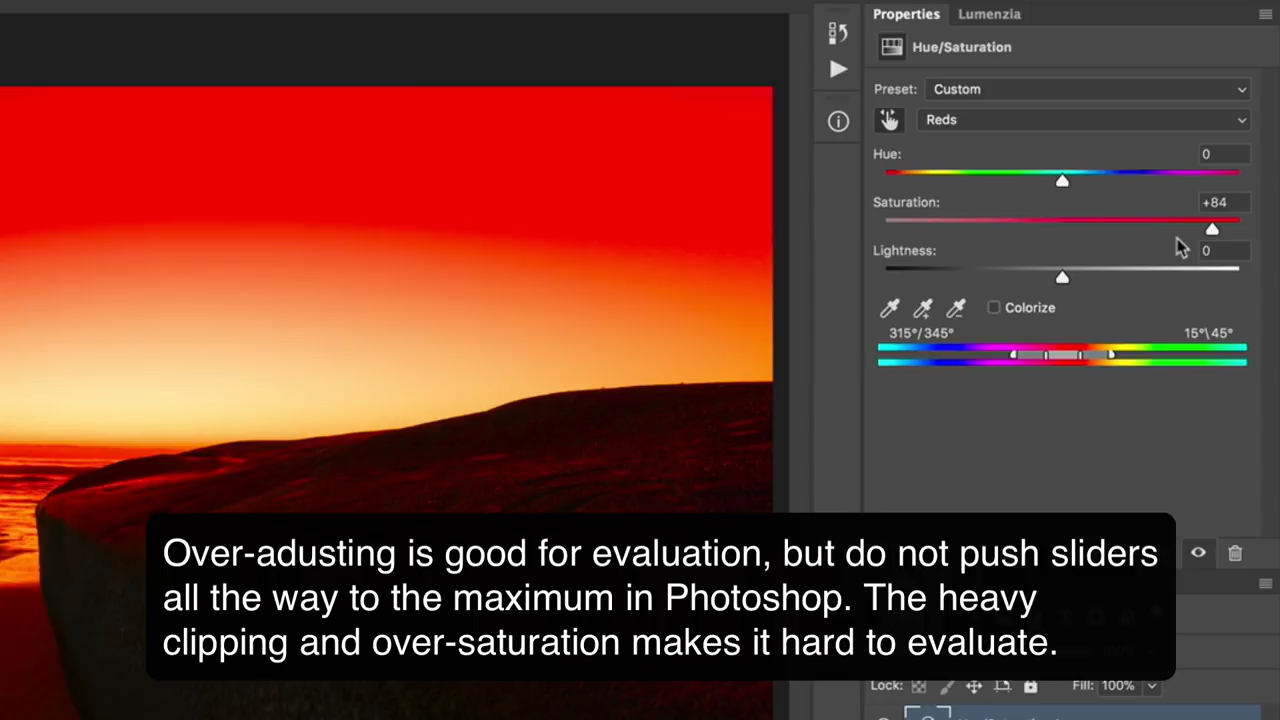 Properties Lumenzia
Hue/Saturation
Preset: Custom
Reds
Hue: 0
Saturation: +84
Lightness: 0
Colorize
315°/345° 15°\45°
Over-adusting is good for evaluation, but do not push sliders
all the way to the maximum in Photoshop. The heavy
clipping and over-saturation makes it hard to evaluate.
Lock: Fill: 100%